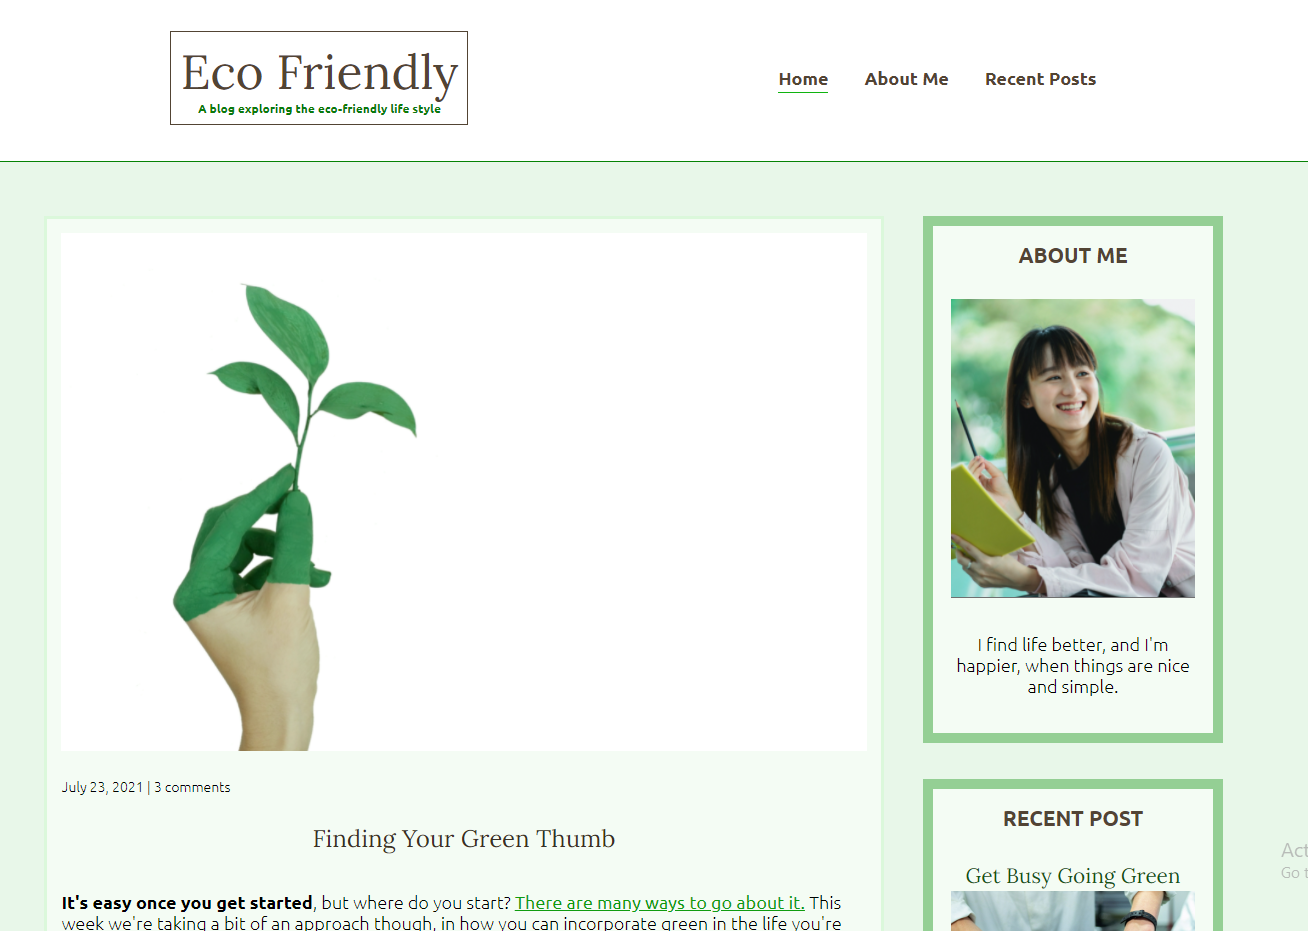 Eco Friendly
A blog exploring the eco-friendly life style
Home About Me Recent Posts
July 23, 2021 | 3 comments
Finding Your Green Thumb
It's easy once you get started, but where do you start? There are many ways to go about it. This
week we're taking a bit of an approach though, in how you can incorporate green in the life you're
ABOUT ME
I find life better, and I'm
happier, when things are nice
and simple.
RECENT POST
Get Busy Going Green
Act
Go t